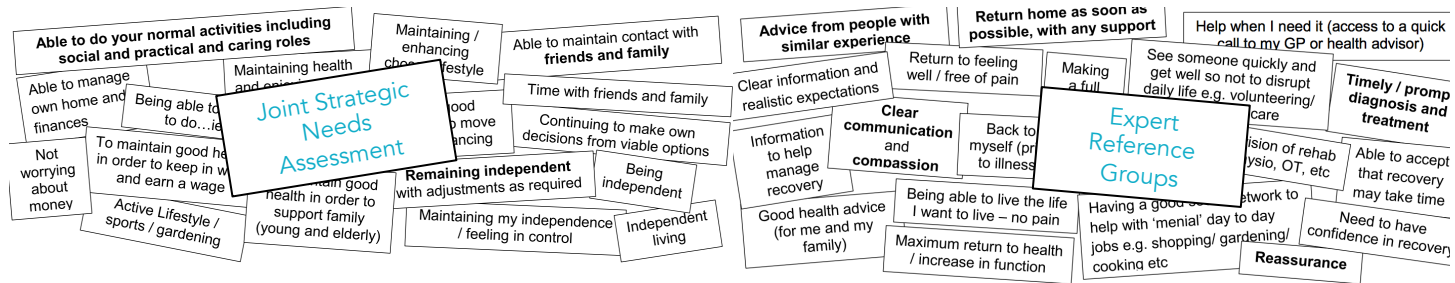 Able to do your normal activities including
social and practical and caring roles
Maintaining /
enhancing
lifestyle
Able to maintain contact with
friends and family
Able to manage
own home and
finances
Maintaining health
Being able to
to do…ie
Joint Strategic
Needs
Assessment
Time with friends and family
to move
Continuing to make own
decisions from viable options
Not
worrying
about
money
To maintain good
in order to keep in
and earn a wage
good
health in order to
support family
(young and elderly)
Remaining independent
with adjustments as required
Being
independent
Active Lifestyle /
sports / gardening
Maintaining my independence
/ feeling in control
Independent
living
Advice from people with
similar experience
Return home as soon as
possible, with any support
Help when I need it (access to a quick
call to my GP or health advisor)
Clear information and
realistic expectations
Return to feeling
well / free of pain
Making
a full
See someone quickly and
get well so not to disrupt
daily life e.g. volunteering/
care
Timely /
diagnosis and
treatment
Information
to help
manage
recovery
Clear
communication
and
compassion
Back to
myself
to illness
Expert
Reference
Groups
of rehab
OT, etc
Able to accept
that recovery
may take time
Good health advice
(for me and my
family)
Being able to live the life
I want to live – no pain
Maximum return to health
/ increase in function
Having a good to
help with ‘menial’ day to day
jobs e.g. shopping/ gardening/
cooking etc
Need to have
confidence in recovery
Reassurance